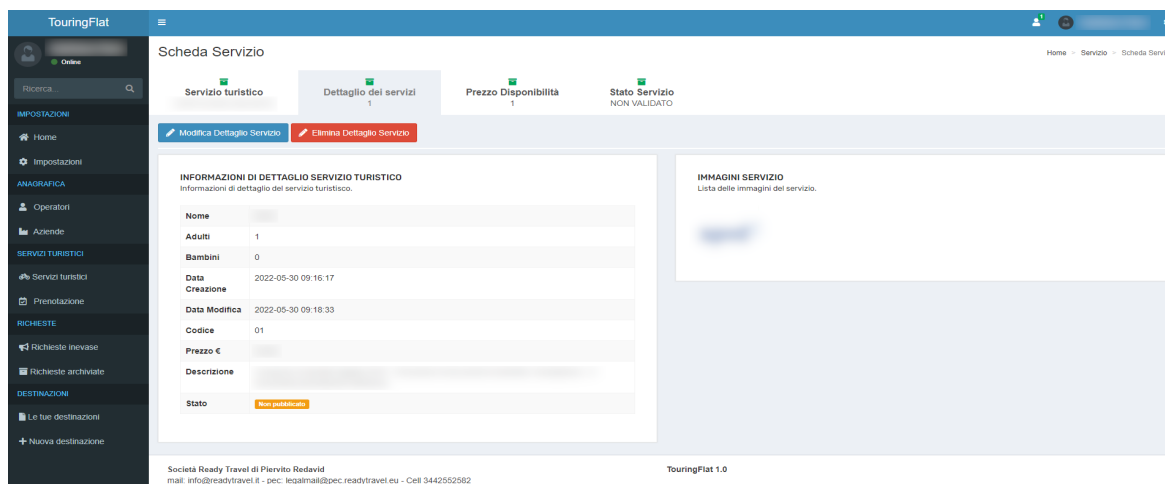 TouringFlat
1
Scheda Servizio
Home > Servizio > Scheda Servi
Online
Ricerca...
IMPOSTAZIONI
Home
Impostazioni
ANAGRAFICA
Operatori
Aziende
SERVIZI TURISTICI
Servizi turistici
Prenotazione
RICHIESTE
Richieste inevase
Richieste archiviate
DESTINAZIONI
Le tue destinazioni
Nuova destinazione
Servizio turistico
Dettaglio dei servizi
1
Prezzo Disponibilità
1
Stato Servizio
NON VALIDATO
Modifica Dettaglio Servizio
Elimina Dettaglio Servizio
INFORMAZIONI DI DETTAGLIO SERVIZIO TURISTICO
Informazioni di dettaglio del servizio turistisco.
Nome
Adulti 1
Bambini 0
Data
Creazione 2022-05-30 09:16:17
Data Modifica 2022-05-30 09:18:33
Codice 01
Prezzo €
Descrizione
Stato Non pubblicato
IMMAGINI SERVIZIO
Lista delle immagini del servizio.
Società Ready Travel di Piervito Redavid
mail: info@readytravel.it - pec: legalmail@pec.readytravel.eu - Cell 3442552582
TouringFlat 1.0